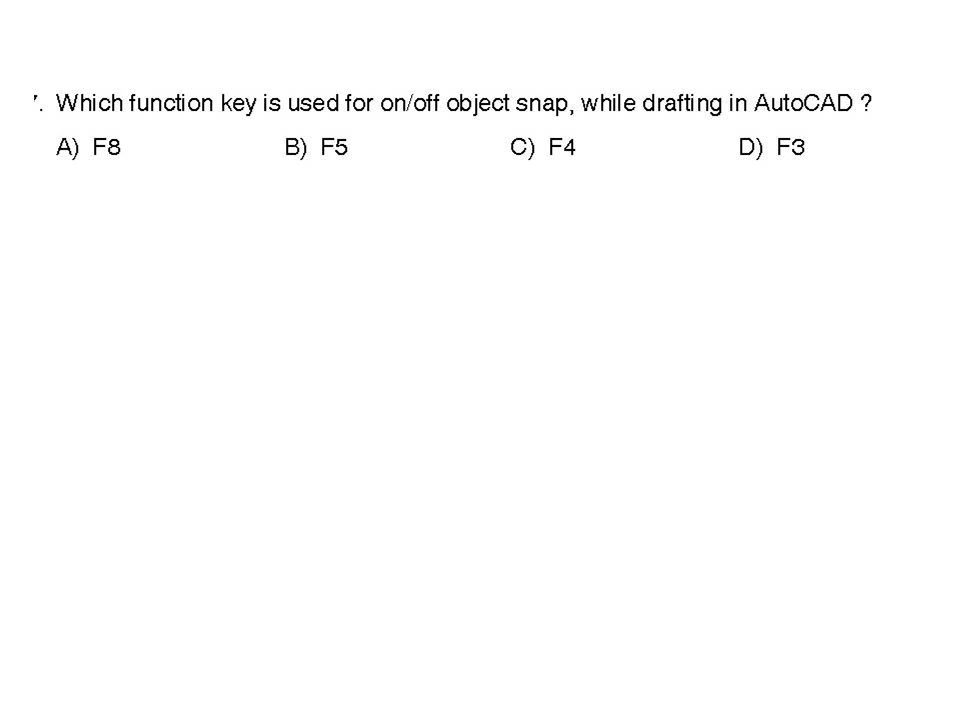 . Which function key is used for on/off object snap, while drafting in AutoCAD ?
A) F8 B) F5 C) F4 D) F3